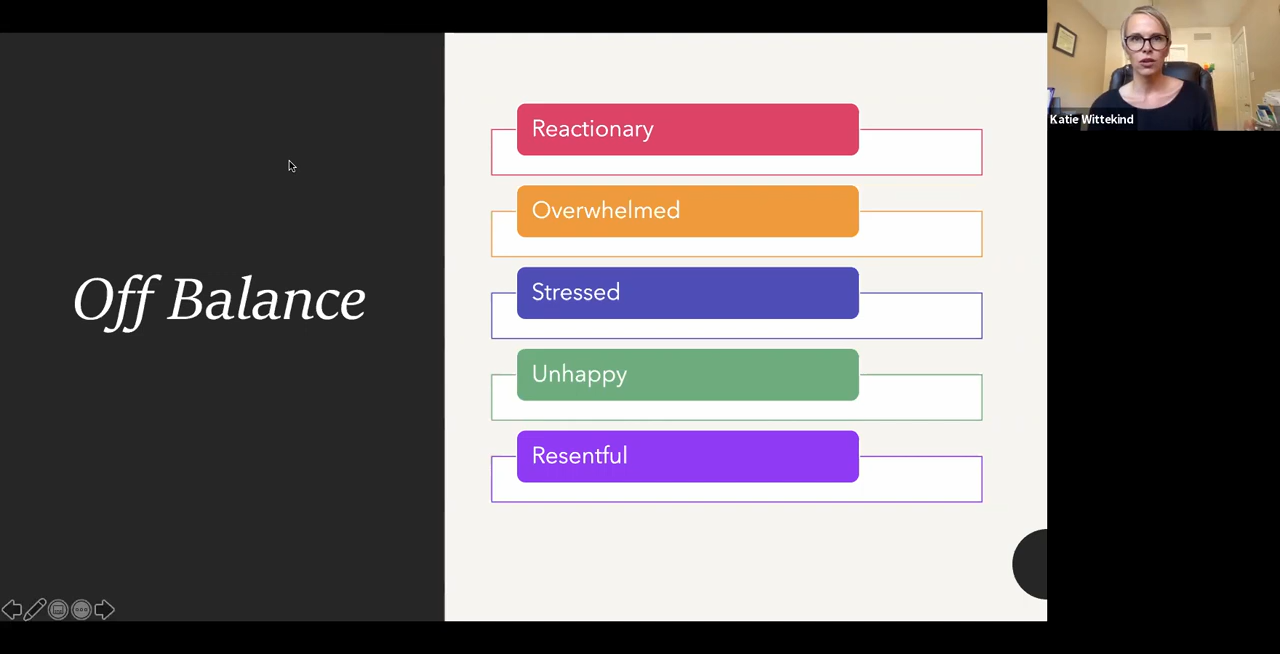 Off Balance
Reactionary
Overwhelmed
Stressed
Unhappy
Resentful
Katie Wittekind